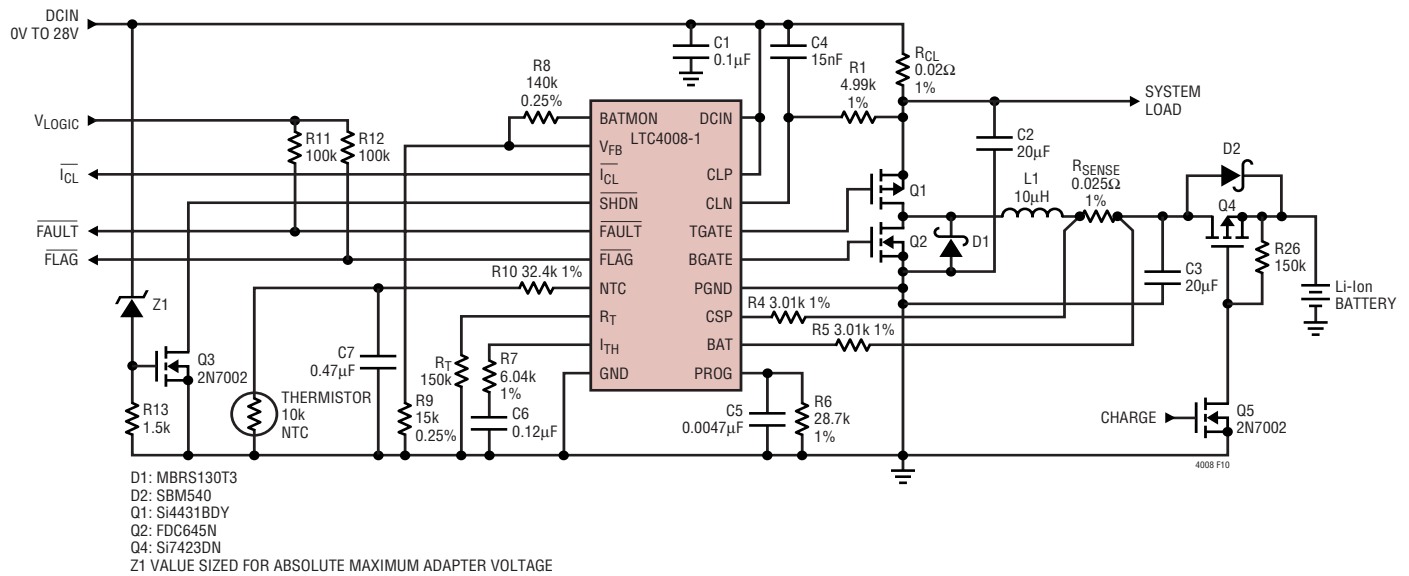 DCIN
0V TO 28V
C1
0.1µF
C4
15nF
R1
4.99k
1%
RCL
0.02Ω
1%
SYSTEM
LOAD
R8
140k
0.25%
VLOGIC
R11
100k
R12
100k
ICL
FAULT
FLAG
LTC4008-1
BATMON
VFB
ICL
SHDN
FAULT
FLAG
NTC
RT
ITH
GND
DCIN
CLP
CLN
TGATE
BGATE
PGND
CSP
BAT
PROG
C2
20µF
Q1
Q2
D1
L1
10µH
RSENSE
0.025Ω
1%
D2
Q4
R26
150k
C3
20µF
Li-Ion
BATTERY
R10 32.4k 1%
R4 3.01k 1%
R5 3.01k 1%
Z1
Q3
2N7002
R13
1.5k
C7
0.47µF
THERMISTOR
10k
NTC
R9
15k
0.25%
RT
150k
R7
6.04k
1%
C6
0.12µF
C5
0.0047µF
R6
28.7k
1%
CHARGE
Q5
2N7002
4008 F10
D1: MBRS130T3
D2: SBM540
Q1: Si4431BDY
Q2: FDC645N
Q4: Si7423DN
Z1 VALUE SIZED FOR ABSOLUTE MAXIMUM ADAPTER VOLTAGE